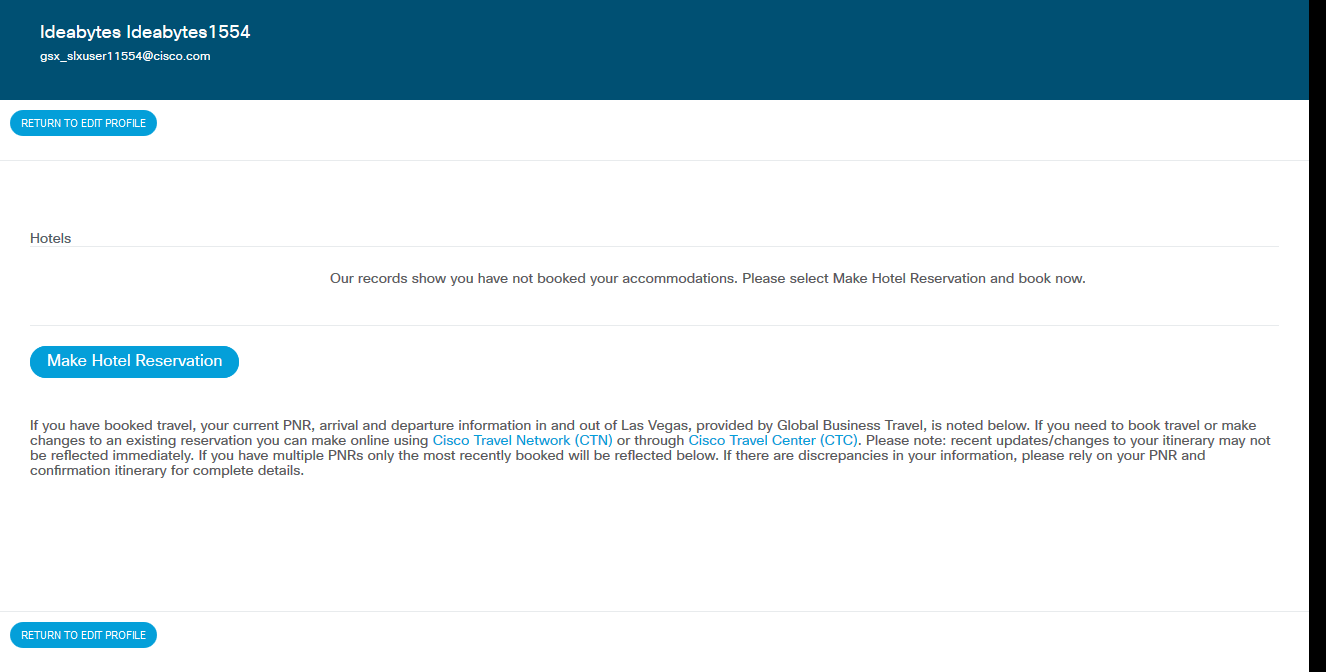 Ideabytes Ideabytes1554
gsx_slxuser11554@cisco.com
RETURN TO EDIT PROFILE
Hotels
Our records show you have not booked your accommodations. Please select Make Hotel Reservation and book now.
Make Hotel Reservation
If you have booked travel, your current PNR, arrival and departure information in and out of Las Vegas, provided by Global Business Travel, is noted below. If you need to book travel or make
changes to an existing reservation you can make online using Cisco Travel Network (CTN) or through Cisco Travel Center (CTC). Please note: recent updates/changes to your itinerary may not
be reflected immediately. If you have multiple PNRs only the most recently booked will be reflected below. If there are discrepancies in your information, please rely on your PNR and
confirmation itinerary for complete details.
RETURN TO EDIT PROFILE